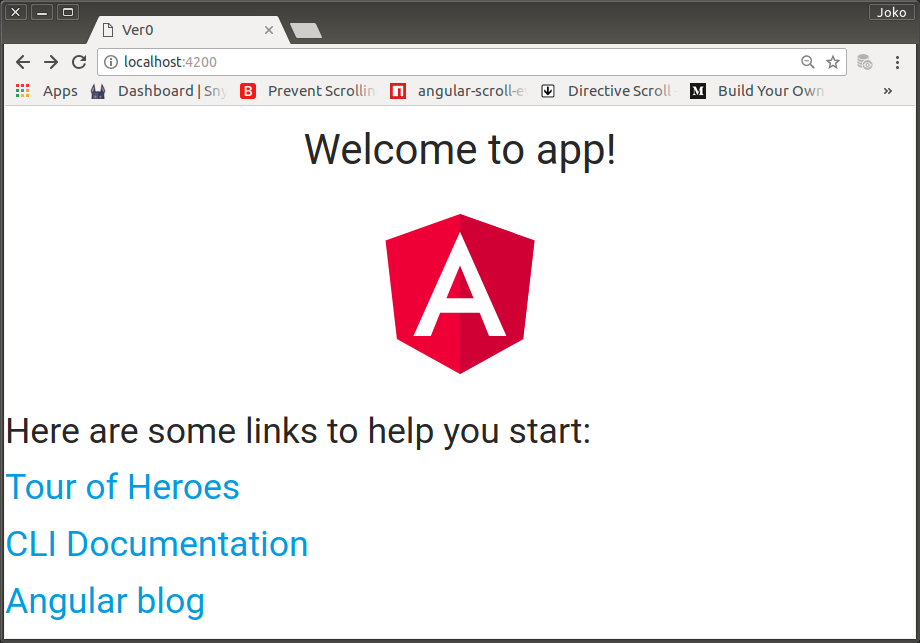 Joko
Ver0
localhost:4200
Apps Dashboard | Sny B Prevent Scrollin angular-scroll-ev Directive Scroll - M Build Your Own »
Welcome to app!
A
Here are some links to help you start:
Tour of Heroes
CLI Documentation
Angular blog